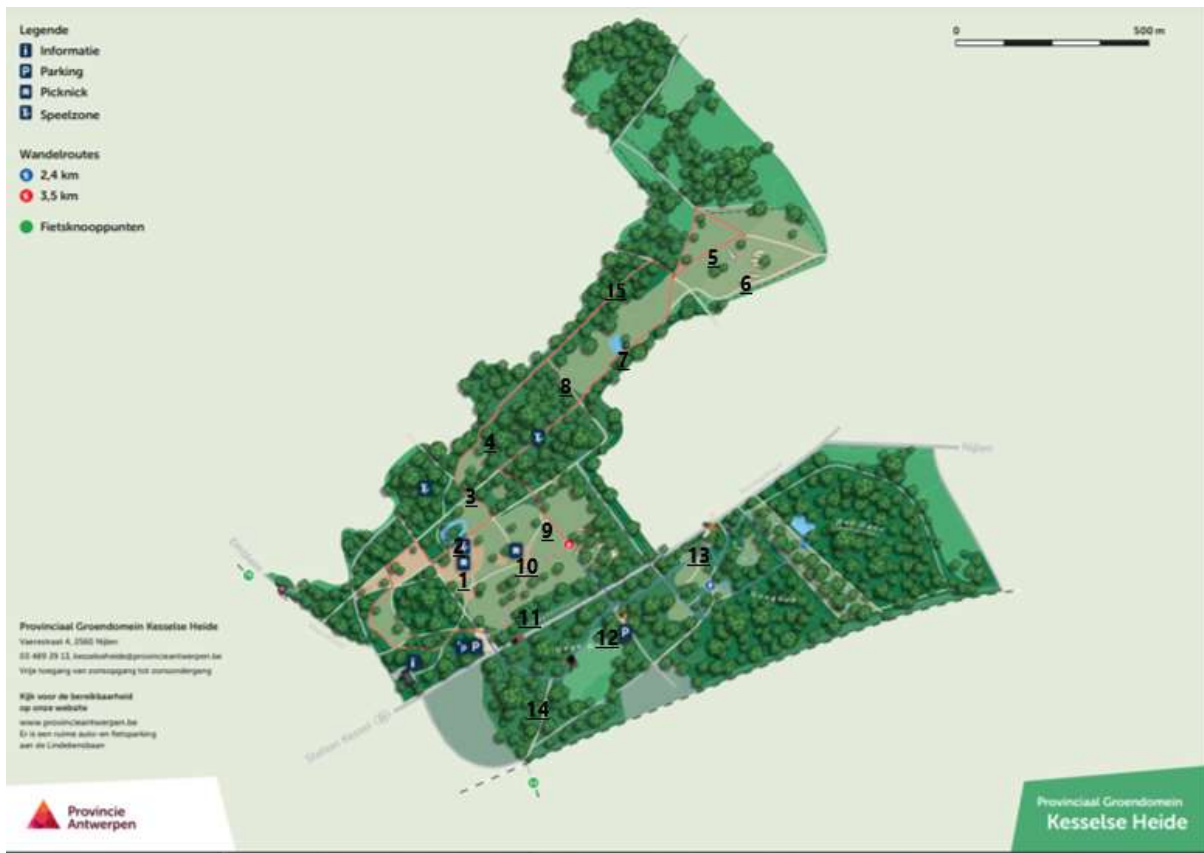 Legende
Informatie
Parking
Picknick
Speelzone
Wandelroutes
2,4 km
3,5 km
Fietsknooppunten
0 500 m
5
6
15
7
8
4
3
9
2
10
1
13
11
12
14
Nijlen
Station Kessel
P
P
Provinciaal Groendomein Kesselse Heide
Vaerestraat 4, 2560 Nijlen
03 489 29 13, kesselseheide@provincieantwerpen.be
Vrije toegang van zonsopgang tot zonsondergang
Kijk voor de bereikbaarheid
op onze website
www.provincieantwerpen.be
Er is een ruime auto- en fietsparking
aan de Lindekensbaan
Provincie
Antwerpen
Provinciaal Groendomein
Kesselse Heide